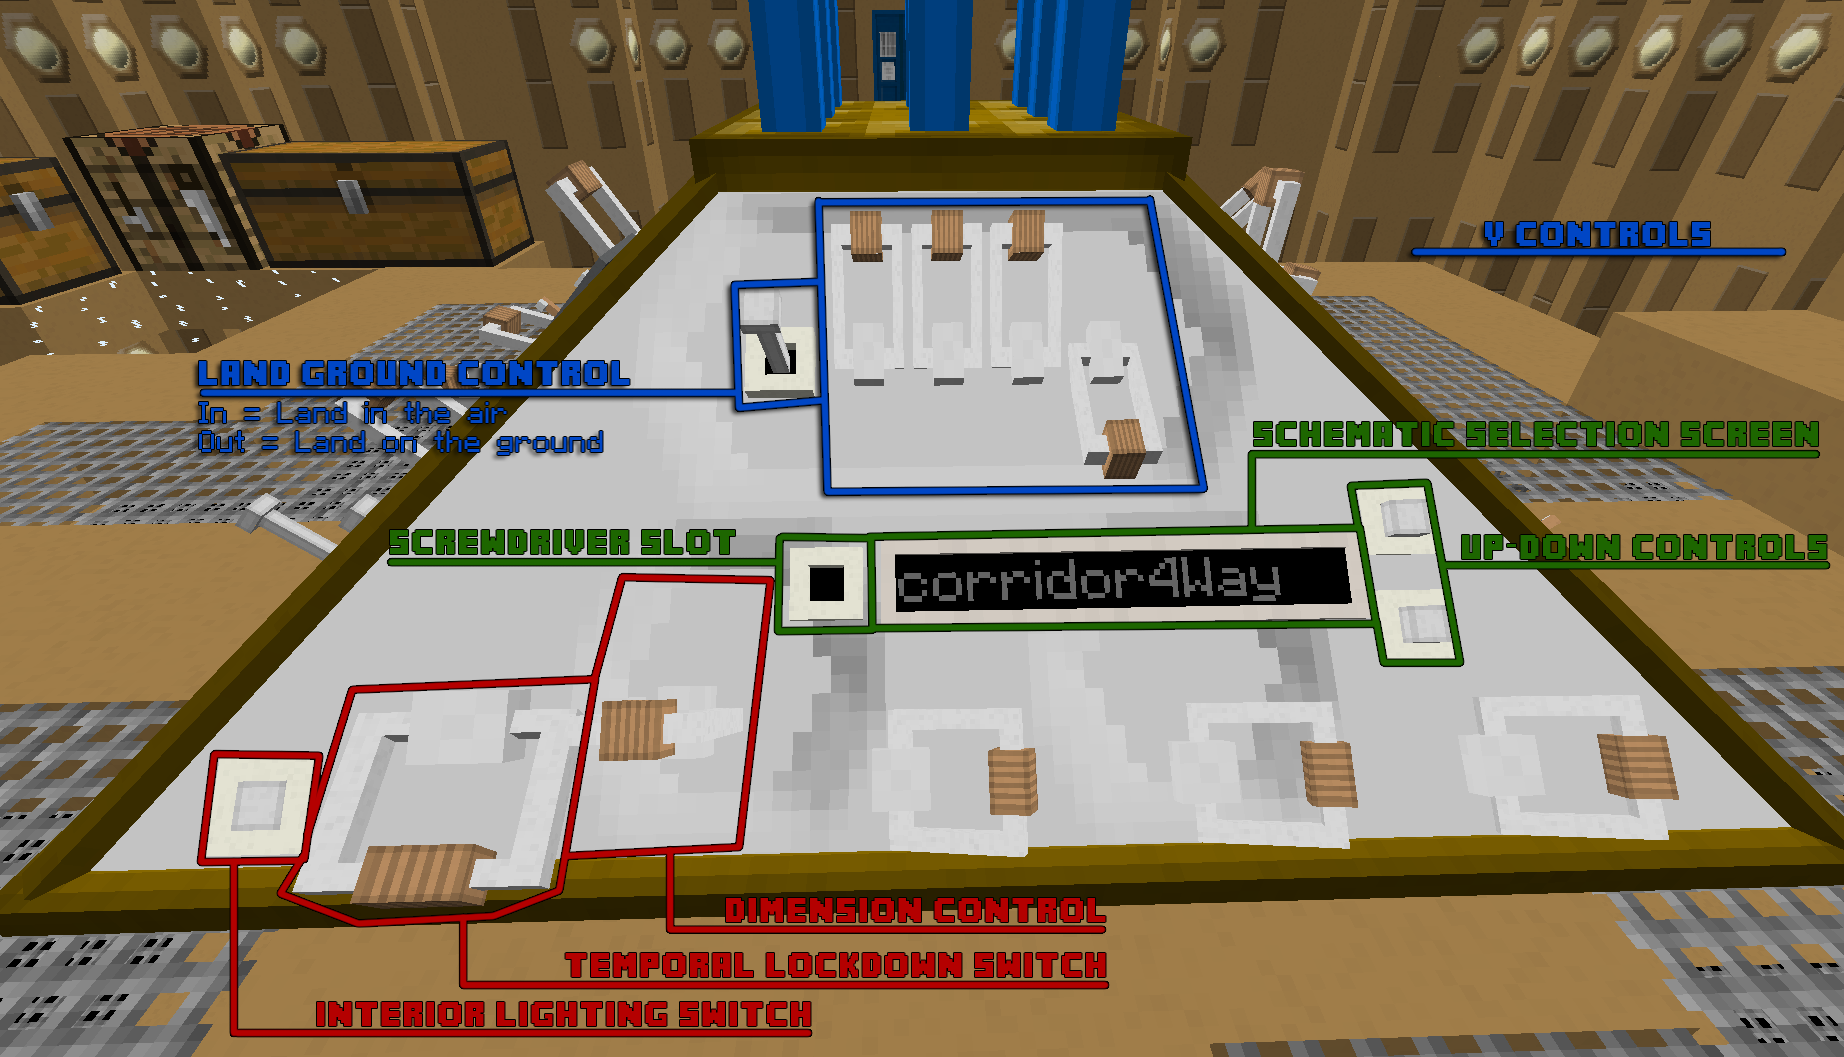 Y CONTROLS
LAND GROUND CONTROL
In = Land in the air
Out = Land on the ground
SCHEMATIC SELECTION SCREEN
SCREWDRIVER SLOT
UP-DOWN CONTROLS
corridor4Way
DIMENSION CONTROL
TEMPORAL LOCKDOWN SWITCH
INTERIOR LIGHTING SWITCH